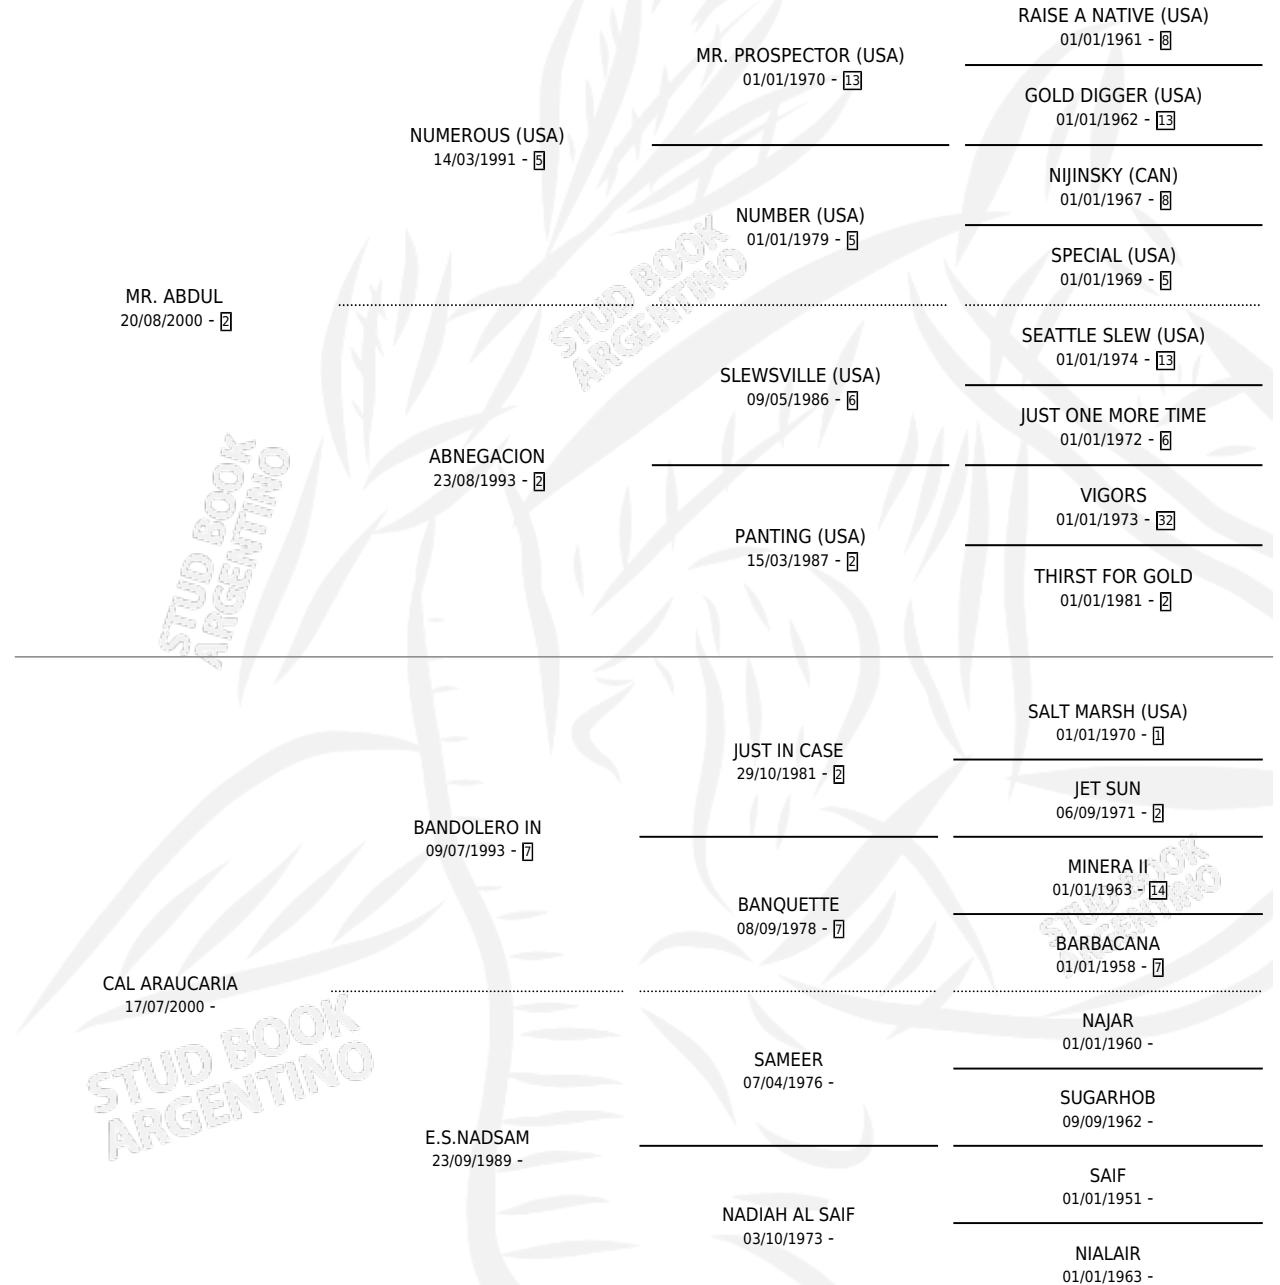 RAISE A NATIVE (USA)
01/01/1961 - 8
MR. PROSPECTOR (USA)
01/01/1970 - 13
GOLD DIGGER (USA)
01/01/1962 - 13
NUMEROUS (USA)
14/03/1991 - 5
NIJINSKY (CAN)
01/01/1967 - 8
NUMBER (USA)
01/01/1979 - 5
SPECIAL (USA)
01/01/1969 - 5
MR. ABDUL
20/08/2000 - 2
SEATTLE SLEW (USA)
01/01/1974 - 13
SLEWSVILLE (USA)
09/05/1986 - 6
JUST ONE MORE TIME
01/01/1972 - 6
ABNEGACION
23/08/1993 - 2
VIGORS
01/01/1973 - 32
PANTING (USA)
15/03/1987 - 2
THIRST FOR GOLD
01/01/1981 - 2
SALT MARSH (USA)
01/01/1970 - 1
JUST IN CASE
29/10/1981 - 2
JET SUN
06/09/1971 - 2
BANDOLERO IN
09/07/1993 - 7
MINERA II
01/01/1963 - 14
BANQUETTE
08/09/1978 - 7
BARBACANA
01/01/1958 - 7
CAL ARAUCARIA
17/07/2000 -
NAJAR
01/01/1960 -
SAMEER
07/04/1976 -
SUGARHOB
09/09/1962 -
E.S.NADSAM
23/09/1989 -
SAIF
01/01/1951 -
NADIAH AL SAIF
03/10/1973 -
NIALAIR
01/01/1963 -
STUD BOOK
ARGENTINO
STUD BOOK
ARGENTINO
STUD BOOK
ARGENTINO
STUD BOOK
ARGENTINO